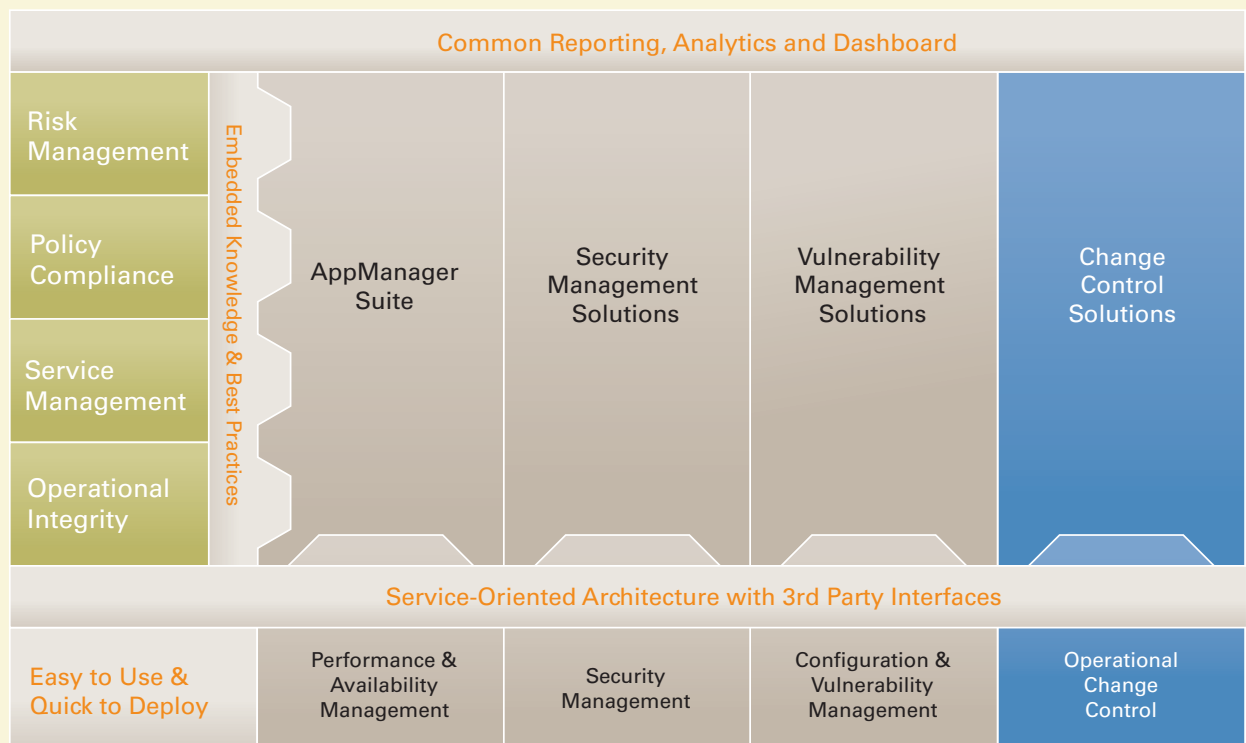 Common Reporting, Analytics and Dashboard
Risk
Management
Policy
Compliance
Service
Management
Operational
Integrity
Embedded Knowledge & Best Practices
AppManager
Suite
Security
Management
Solutions
Vulnerability
Management
Solutions
Change
Control
Solutions
Service-Oriented Architecture with 3rd Party Interfaces
Easy to Use &
Quick to Deploy
Performance &
Availability
Management
Security
Management
Configuration &
Vulnerability
Management
Operational
Change
Control